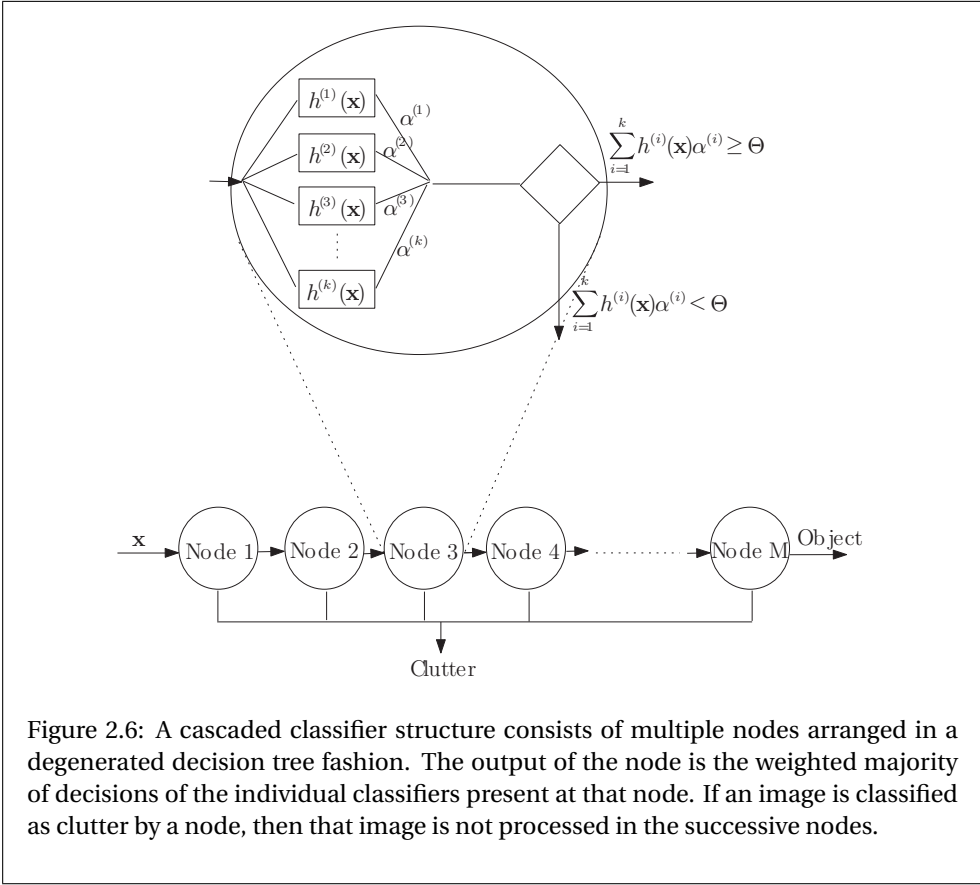 h^(1)(x)
α^(1)
h^(2)(x)
α^(2)
h^(3)(x)
α^(3)
h^(k)(x)
α^(k)
∑_{i=1}^{k} h^(i)(x)α^(i) ≥ Θ
∑_{i=1}^{k} h^(i)(x)α^(i) < Θ
x
Node 1
Node 2
Node 3
Node 4
Node M
Object
Clutter
Figure 2.6: A cascaded classifier structure consists of multiple nodes arranged in a
degenerated decision tree fashion. The output of the node is the weighted majority
of decisions of the individual classifiers present at that node. If an image is classified
as clutter by a node, then that image is not processed in the successive nodes.